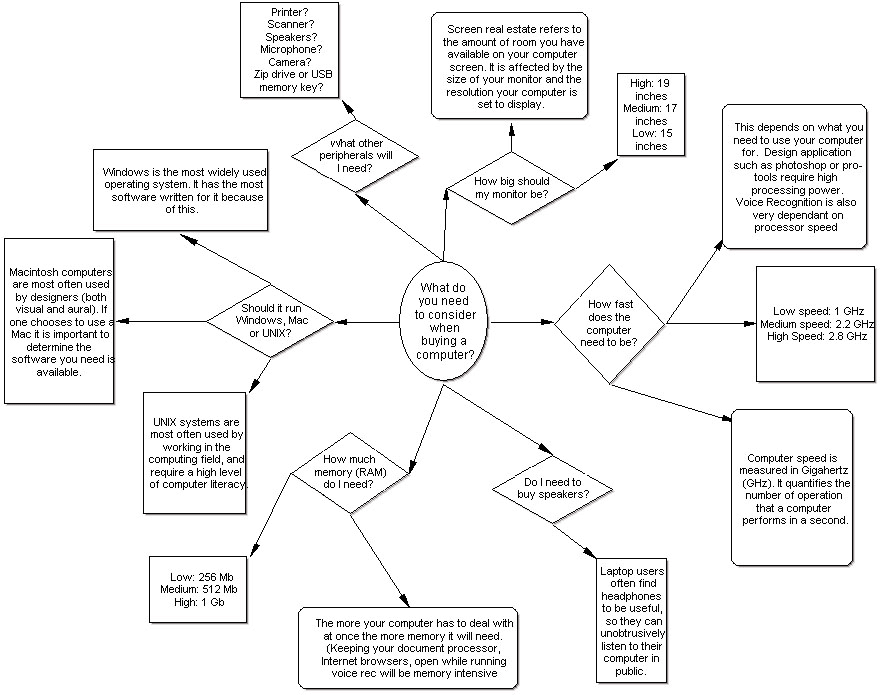 Printer?
Scanner?
Speakers?
Microphone?
Camera?
Zip drive or USB
memory key?
Screen real estate refers
to the amount of room you have
available on your computer
screen. It is affected by the
size of your monitor and the
resolution your computer is
set to display.
High: 19
inches
Medium: 17
inches
Low: 15
inches
This depends on what you
need to use your computer
for. Design application
such as photoshop or pro-
tools require high
processing power.
Voice Recognition is also
very dependant on
processor speed
What other
peripherals will
I need?
How big should
my monitor be?
Windows is the most widely used
operating system. It has the most
software written for it because
of this.
Macintosh computers
are most often used
by designers (both
visual and aural). If
one chooses to use a
Mac it is important to
determine the
software you need is
available.
Should it run
Windows, Mac
or UNIX?
What do
you need
to consider
when
buying a
computer?
How fast
does the
computer
need to be?
Low speed: 1 GHz
Medium speed: 2.2 GHz
High Speed: 2.8 GHz
UNIX systems are
most often used by
working in the
computing field, and
require a high level
of computer literacy.
How much
memory (RAM)
do I need?
Do I need to
buy speakers?
Computer speed is
measured in Gigahertz
(GHz). It quantifies the
number of operation
that a computer
performs in a second.
Low: 256 Mb
Medium: 512 Mb
High: 1 Gb
The more your computer has to deal with
at once the more memory it will need.
(Keeping your document processor,
Internet browsers, open while running
voice rec will be memory intensive
Laptop users
often find
headphones
to be useful,
so they can
unobtrusively
listen to their
computer in
public.